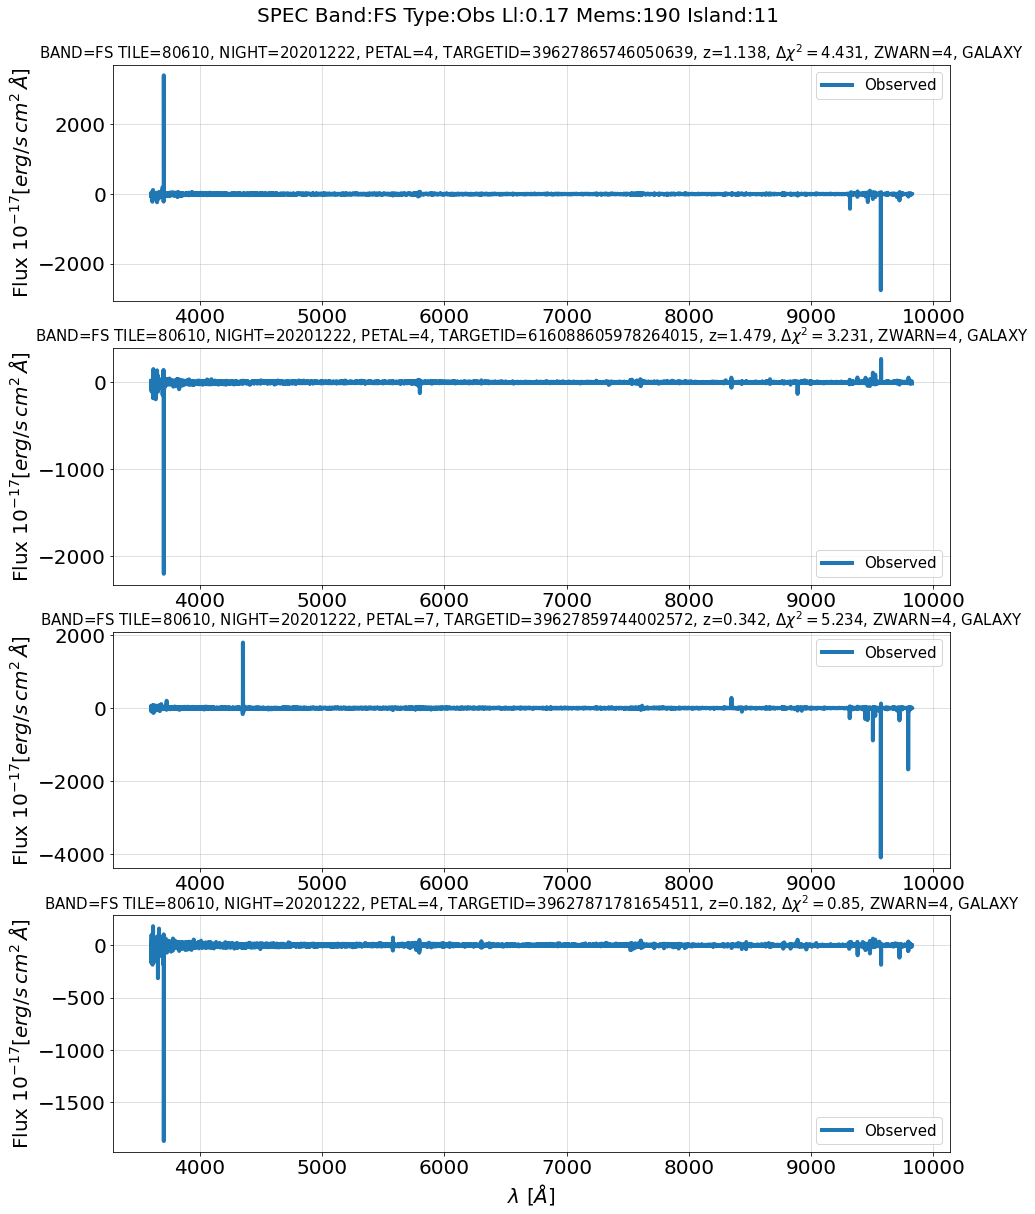 SPEC Band:FS Type:Obs Ll:0.17 Mems:190 Island:11
BAND=FS TILE=80610, NIGHT=20201222, PETAL=4, TARGETID=39627865746050639, z=1.138, Δχ² = 4.431, ZWARN=4, GALAXY
Flux 10⁻¹⁷[erg/s cm² Å]
2000
0
−2000
Observed
4000 5000 6000 7000 8000 9000 10000
BAND=FS TILE=80610, NIGHT=20201222, PETAL=4, TARGETID=616088605978264015, z=1.479, Δχ² = 3.231, ZWARN=4, GALAXY
Flux 10⁻¹⁷[erg/s cm² Å]
0
−1000
−2000
Observed
4000 5000 6000 7000 8000 9000 10000
BAND=FS TILE=80610, NIGHT=20201222, PETAL=7, TARGETID=39627859744002572, z=0.342, Δχ² = 5.234, ZWARN=4, GALAXY
Flux 10⁻¹⁷[erg/s cm² Å]
2000
0
−2000
−4000
Observed
4000 5000 6000 7000 8000 9000 10000
BAND=FS TILE=80610, NIGHT=20201222, PETAL=4, TARGETID=39627871781654511, z=0.182, Δχ² = 0.85, ZWARN=4, GALAXY
Flux 10⁻¹⁷[erg/s cm² Å]
0
−500
−1000
−1500
Observed
4000 5000 6000 7000 8000 9000 10000
λ [Å]